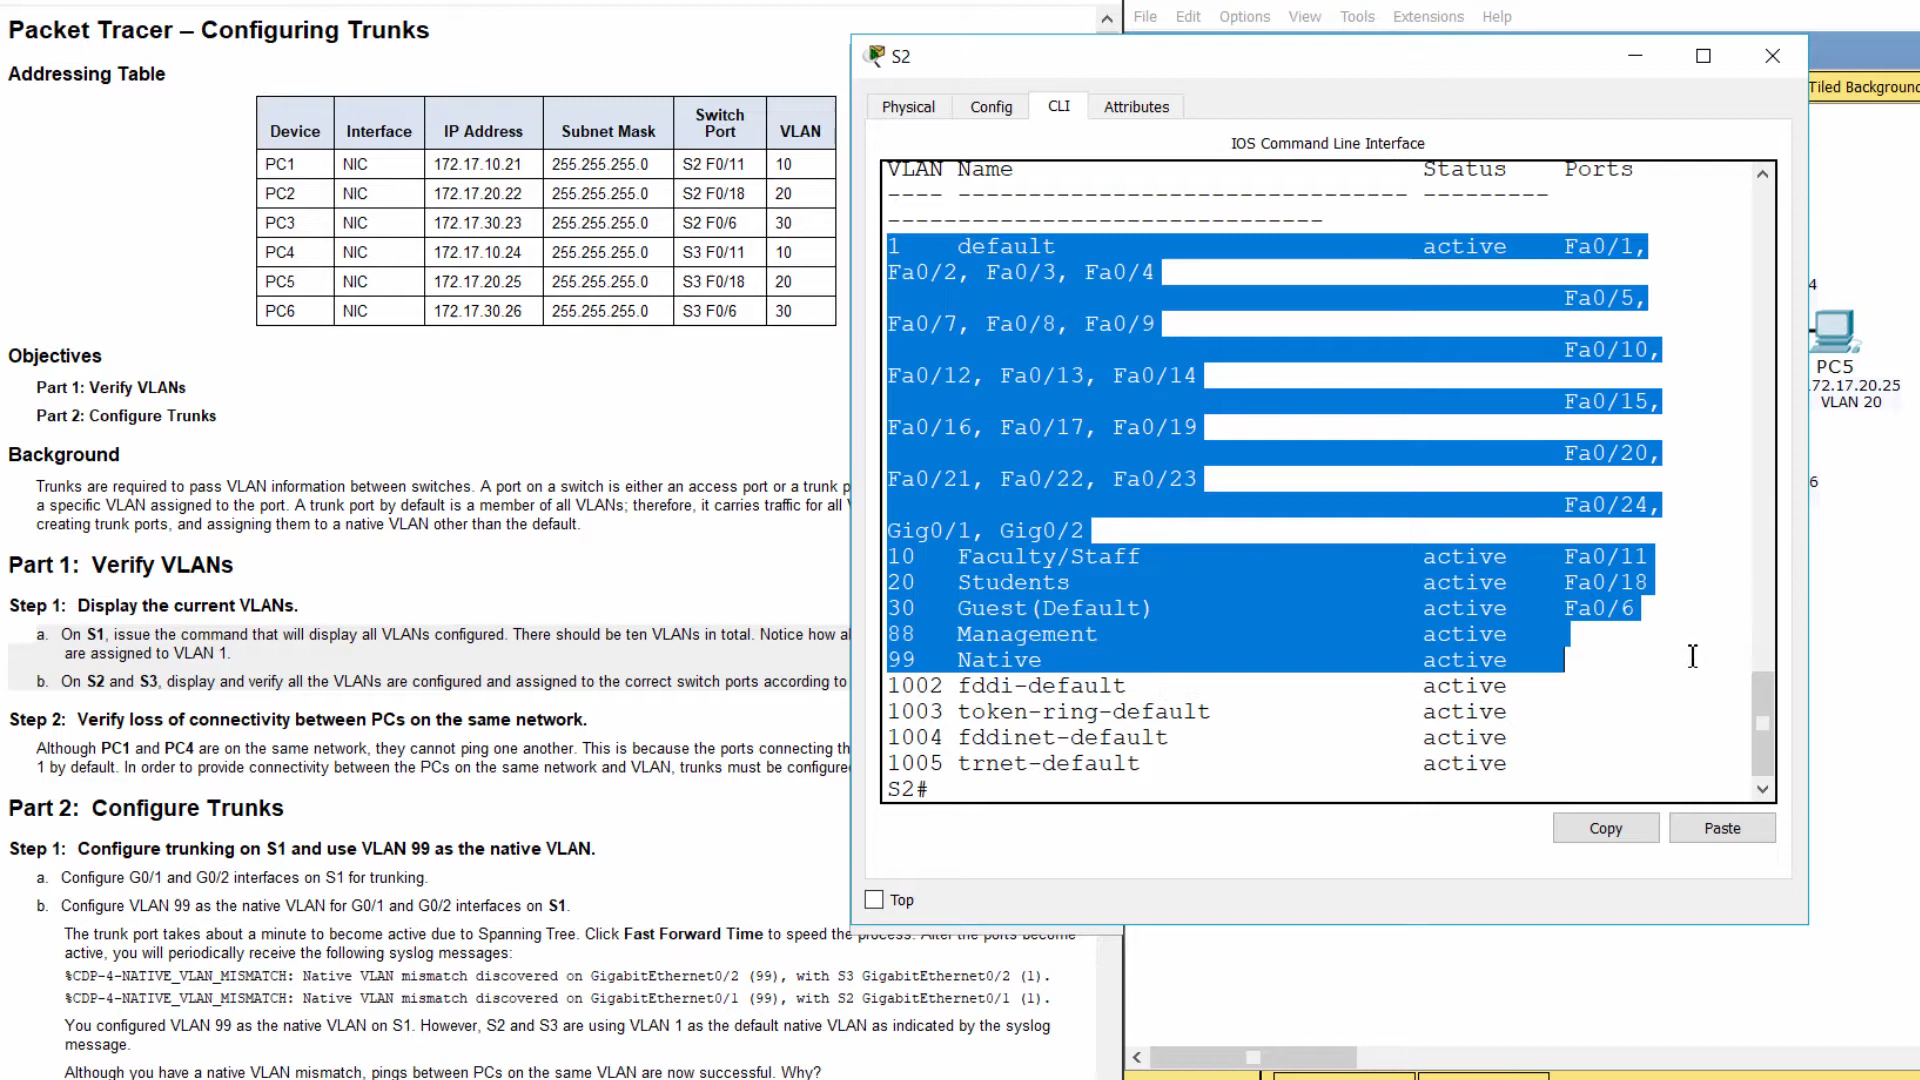 Packet Tracer – Configuring Trunks
Addressing Table
Device Interface IP Address Subnet Mask Switch Port VLAN
PC1 NIC 172.17.10.21 255.255.255.0 S2 F0/11 10
PC2 NIC 172.17.20.22 255.255.255.0 S2 F0/18 20
PC3 NIC 172.17.30.23 255.255.255.0 S2 F0/6 30
PC4 NIC 172.17.10.24 255.255.255.0 S3 F0/11 10
PC5 NIC 172.17.20.25 255.255.255.0 S3 F0/18 20
PC6 NIC 172.17.30.26 255.255.255.0 S3 F0/6 30
Objectives
Part 1: Verify VLANs
Part 2: Configure Trunks
Background
Trunks are required to pass VLAN information between switches. A port on a switch is either an access port or a trunk p
a specific VLAN assigned to the port. A trunk port by default is a member of all VLANs; therefore, it carries traffic for all
creating trunk ports, and assigning them to a native VLAN other than the default.
Part 1: Verify VLANs
Step 1: Display the current VLANs.
a. On S1, issue the command that will display all VLANs configured. There should be ten VLANs in total. Notice how al
are assigned to VLAN 1.
b. On S2 and S3, display and verify all the VLANs are configured and assigned to the correct switch ports according to
Step 2: Verify loss of connectivity between PCs on the same network.
Although PC1 and PC4 are on the same network, they cannot ping one another. This is because the ports connecting th
1 by default. In order to provide connectivity between the PCs on the same network and VLAN, trunks must be configure
Part 2: Configure Trunks
Step 1: Configure trunking on S1 and use VLAN 99 as the native VLAN.
a. Configure G0/1 and G0/2 interfaces on S1 for trunking.
b. Configure VLAN 99 as the native VLAN for G0/1 and G0/2 interfaces on S1.
The trunk port takes about a minute to become active due to Spanning Tree. Click Fast Forward Time to speed the process. After the ports become
active, you will periodically receive the following syslog messages:
%CDP-4-NATIVE_VLAN_MISMATCH: Native VLAN mismatch discovered on GigabitEthernet0/2 (99), with S3 GigabitEthernet0/2 (1).
%CDP-4-NATIVE_VLAN_MISMATCH: Native VLAN mismatch discovered on GigabitEthernet0/1 (99), with S2 GigabitEthernet0/1 (1).
You configured VLAN 99 as the native VLAN on S1. However, S2 and S3 are using VLAN 1 as the default native VLAN as indicated by the syslog
message.
Although you have a native VLAN mismatch, pings between PCs on the same VLAN are now successful. Why?
File Edit Options View Tools Extensions Help
S2
Physical Config CLI Attributes
IOS Command Line Interface
VLAN Name Status Ports
---- -------------------------------- ---------
-------------------------------
1 default active Fa0/1,
Fa0/2, Fa0/3, Fa0/4
Fa0/5,
Fa0/7, Fa0/8, Fa0/9
Fa0/10,
Fa0/12, Fa0/13, Fa0/14
Fa0/15,
Fa0/16, Fa0/17, Fa0/19
Fa0/20,
Fa0/21, Fa0/22, Fa0/23
Fa0/24,
Gig0/1, Gig0/2
10 Faculty/Staff active Fa0/11
20 Students active Fa0/18
30 Guest(Default) active Fa0/6
88 Management active
99 Native active
1002 fddi-default active
1003 token-ring-default active
1004 fddinet-default active
1005 trnet-default active
S2#
Copy Paste
Top
Tiled Background
4
PC5
72.17.20.25
VLAN 20
6